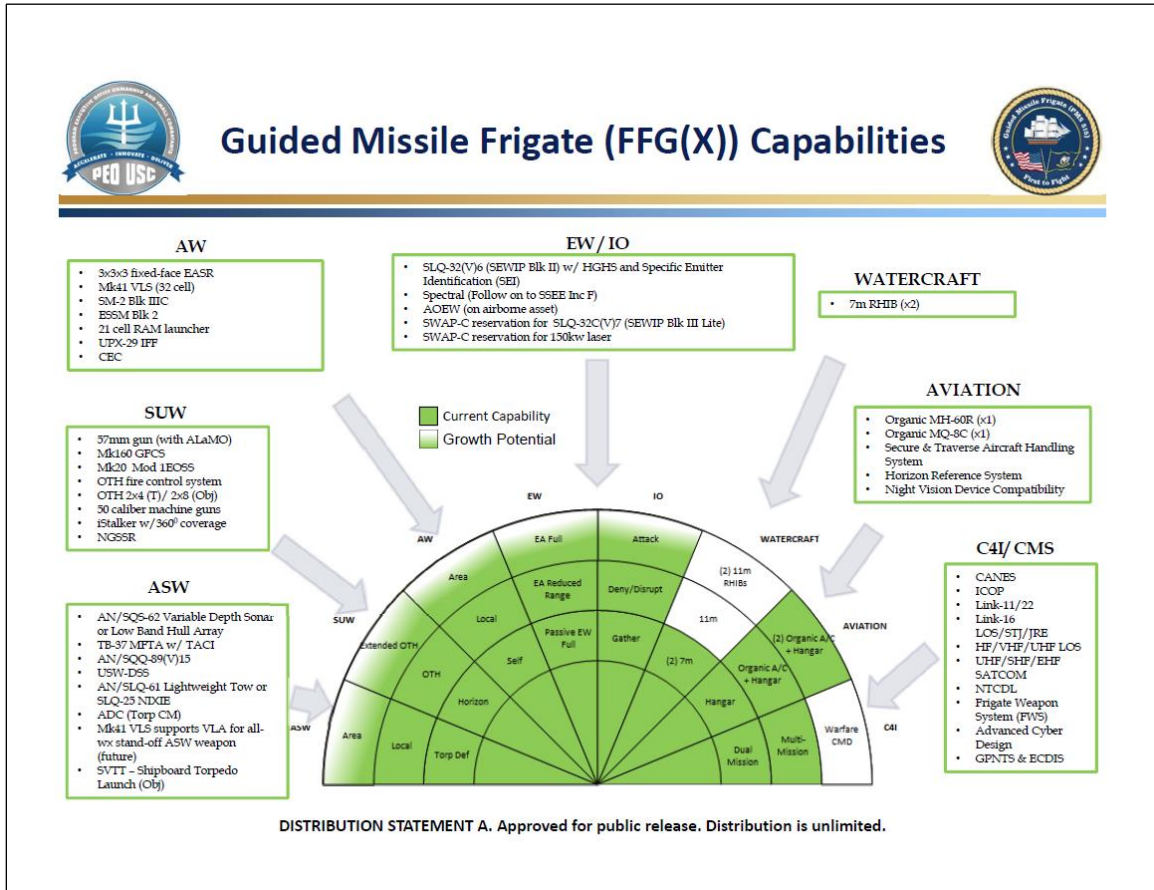 PROGRAM EXECUTIVE OFFICE UNMANNED AND SMALL COMBATANTS
ACCELERATE - INNOVATE - DELIVER
PEO USC
Guided Missile Frigate (FFG(X)) Capabilities
Guided Missile Frigate (PMS 515)
First to Fight
AW
• 3x3x3 fixed-face EASR
• Mk41 VLS (32 cell)
• SM-2 Blk IIIC
• ESSM Blk 2
• 21 cell RAM launcher
• UPX-29 IFF
• CEC
EW / IO
• SLQ-32(V)6 (SEWIP Blk II) w/ HGHS and Specific Emitter
Identification (SEI)
• Spectral (Follow on to SSEE Inc F)
• AOEW (on airborne asset)
• SWAP-C reservation for SLQ-32C(V)7 (SEWIP Blk III Lite)
• SWAP-C reservation for 150kw laser
WATERCRAFT
• 7m RHIB (x2)
SUW
• 57mm gun (with ALaMO)
• Mk160 GFCS
• Mk20 Mod 1EOSS
• OTH fire control system
• OTH 2x4 (T)/ 2x8 (Obj)
• 50 caliber machine guns
• iStalker w/360⁰ coverage
• NGSSR
AVIATION
• Organic MH-60R (x1)
• Organic MQ-8C (x1)
• Secure & Traverse Aircraft Handling
System
• Horizon Reference System
• Night Vision Device Compatibility
ASW
• AN/SQS-62 Variable Depth Sonar
or Low Band Hull Array
• TB-37 MFTA w/ TACI
• AN/SQQ-89(V)15
• USW-DSS
• AN/SLQ-61 Lightweight Tow or
SLQ-25 NIXIE
• ADC (Torp CM)
• Mk41 VLS supports VLA for all-
wx stand-off ASW weapon
(future)
• SVTT – Shipboard Torpedo
Launch (Obj)
C4I/ CMS
• CANES
• ICOP
• Link-11/22
• Link-16
LOS/STJ/JRE
• HF/VHF/UHF LOS
• UHF/SHF/EHF
SATCOM
• NTCDL
• Frigate Weapon
System (FWS)
• Advanced Cyber
Design
• GPNTS & ECDIS
Current Capability
Growth Potential
EW
IO
AW
WATERCRAFT
SUW
AVIATION
ASW
C4I
EA Full
Attack
Area
(2) 11m
RHIBs
EA Reduced
Range
Deny/Disrupt
Local
11m
Extended OTH
Passive EW
Full
Gather
(2) Organic A/C
+ Hangar
Self
(2) 7m
OTH
Organic A/C
+ Hangar
Horizon
Hangar
Area
Local
Torp Def
Dual
Mission
Multi-
Mission
Warfare
CMD
DISTRIBUTION STATEMENT A. Approved for public release. Distribution is unlimited.